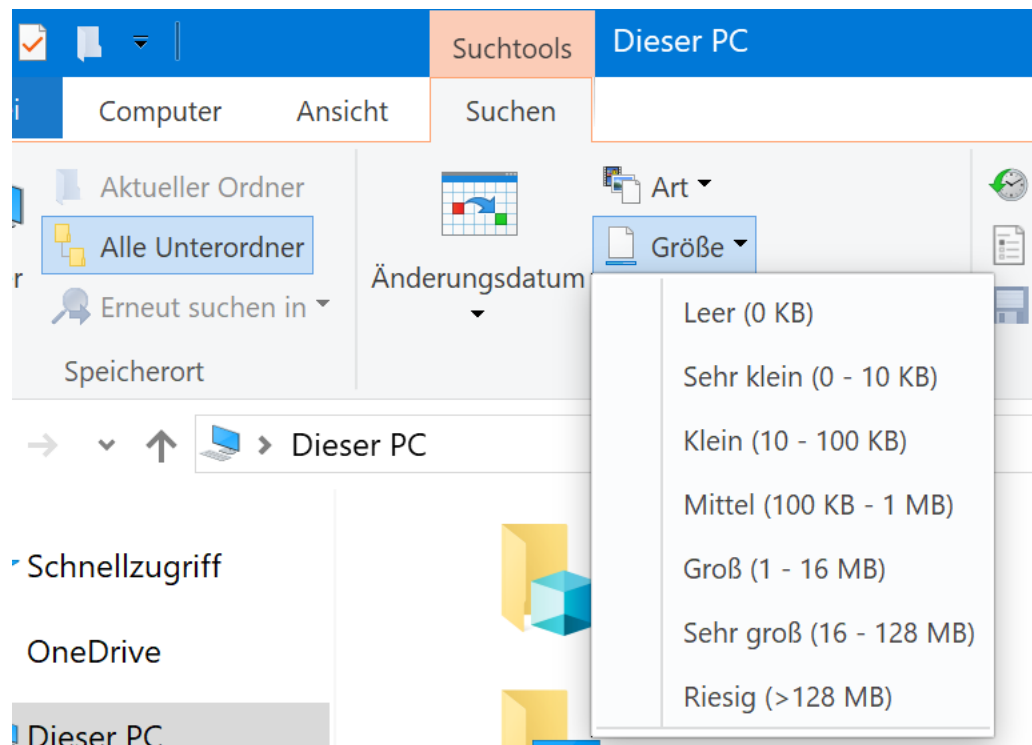 Suchtools Dieser PC
Computer Ansicht Suchen
Aktueller Ordner
Alle Unterordner
Erneut suchen in
Speicherort
Änderungsdatum
Art
Größe
Leer (0 KB)
Sehr klein (0 - 10 KB)
Klein (10 - 100 KB)
Mittel (100 KB - 1 MB)
Groß (1 - 16 MB)
Sehr groß (16 - 128 MB)
Riesig (>128 MB)
Dieser PC
Schnellzugriff
OneDrive
Dieser PC